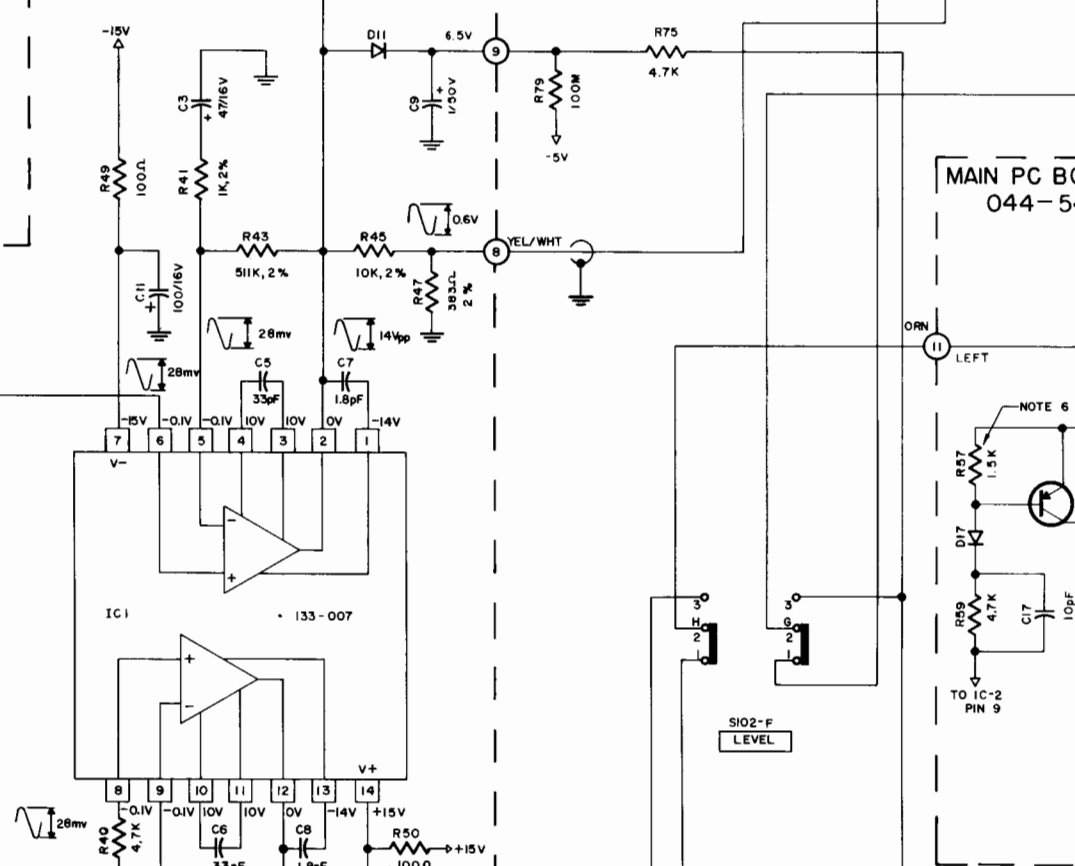 -15V
D11
6.5V
9
R75
4.7K
C3
47/16V
+
C9
+
1/50V
R79
100M
-5V
R49
100Ω
R41
1K,2%
MAIN PC BO
044-54
0.6V
R43
511K, 2%
R45
10K, 2%
8
YEL/WHT
R47
383Ω
2%
C11
+
100/16V
28mv
14Vpp
28mv
C5
33pF
C7
1.8pF
ORN
11
LEFT
-15V
-0.1V
-0.1V
10V
10V
0V
-14V
7
6
5
4
3
2
1
V-
NOTE 6
R57
1.5K
D17
-
+
IC1
133-007
R59
4.7K
C17
10pF
3
H
2
1
3
G
2
1
+
-
TO IC-2
PIN 9
S102-F
LEVEL
V+
8
9
10
11
12
13
14
-0.1V
-0.1V
10V
10V
0V
-14V
+15V
28mv
R40
4.7K
C6
33pF
C8
1.8pF
R50
+15V
100Ω